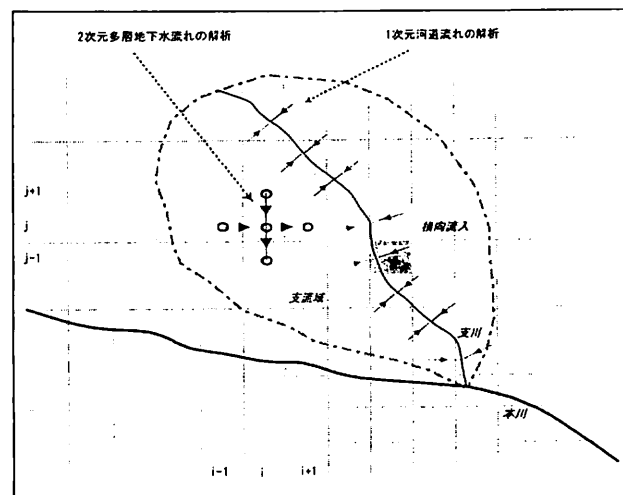 2次元多層地下水流れの解析
1次元河道流れの解析
j+1
j
j-1
横向流入
支流域
支川
本川
i-1 i i+1